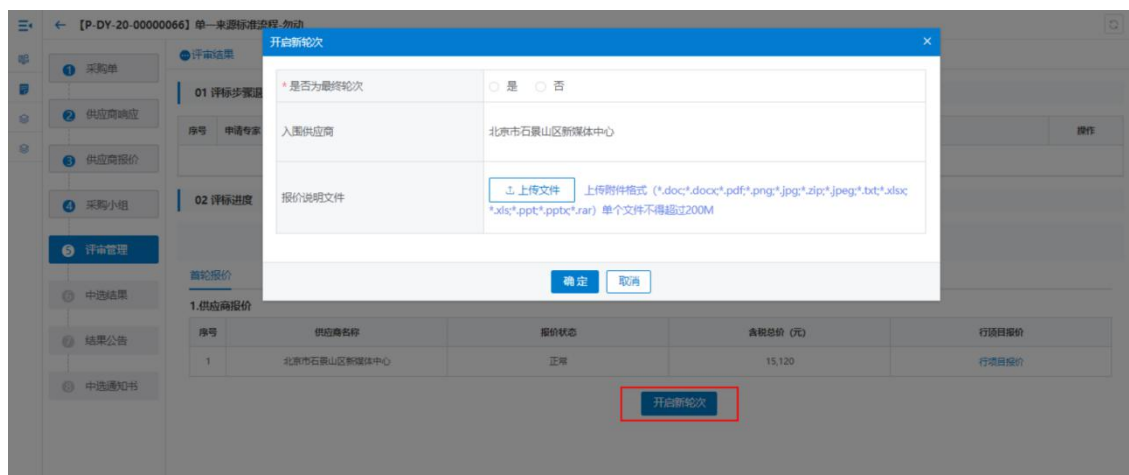 [P-DY-20-00000066] 单一来源标准流程-勿动
开启新轮次
评审结果
采购单
* 是否为最终轮次
是
否
01 评标步骤退
供应商响应
序号
申请专家
入围供应商
北京市石景山区新媒体中心
操作
供应商报价
上传文件
上传附件格式（*.doc;*.docx;*.pdf;*.png;*.jpg;*.zip;*.jpeg;*.txt;*.xlsx;
*.xls;*.ppt;*.pptx;*.rar）单个文件不得超过200M
报价说明文件
采购小组
02 评标进度
评审管理
首轮报价
确定
取消
中选结果
1.供应商报价
序号
供应商名称
报价状态
含税总价（元）
行项目报价
结果公告
1
北京市石景山区新媒体中心
正常
15,120
行项目报价
中选通知书
开启新轮次